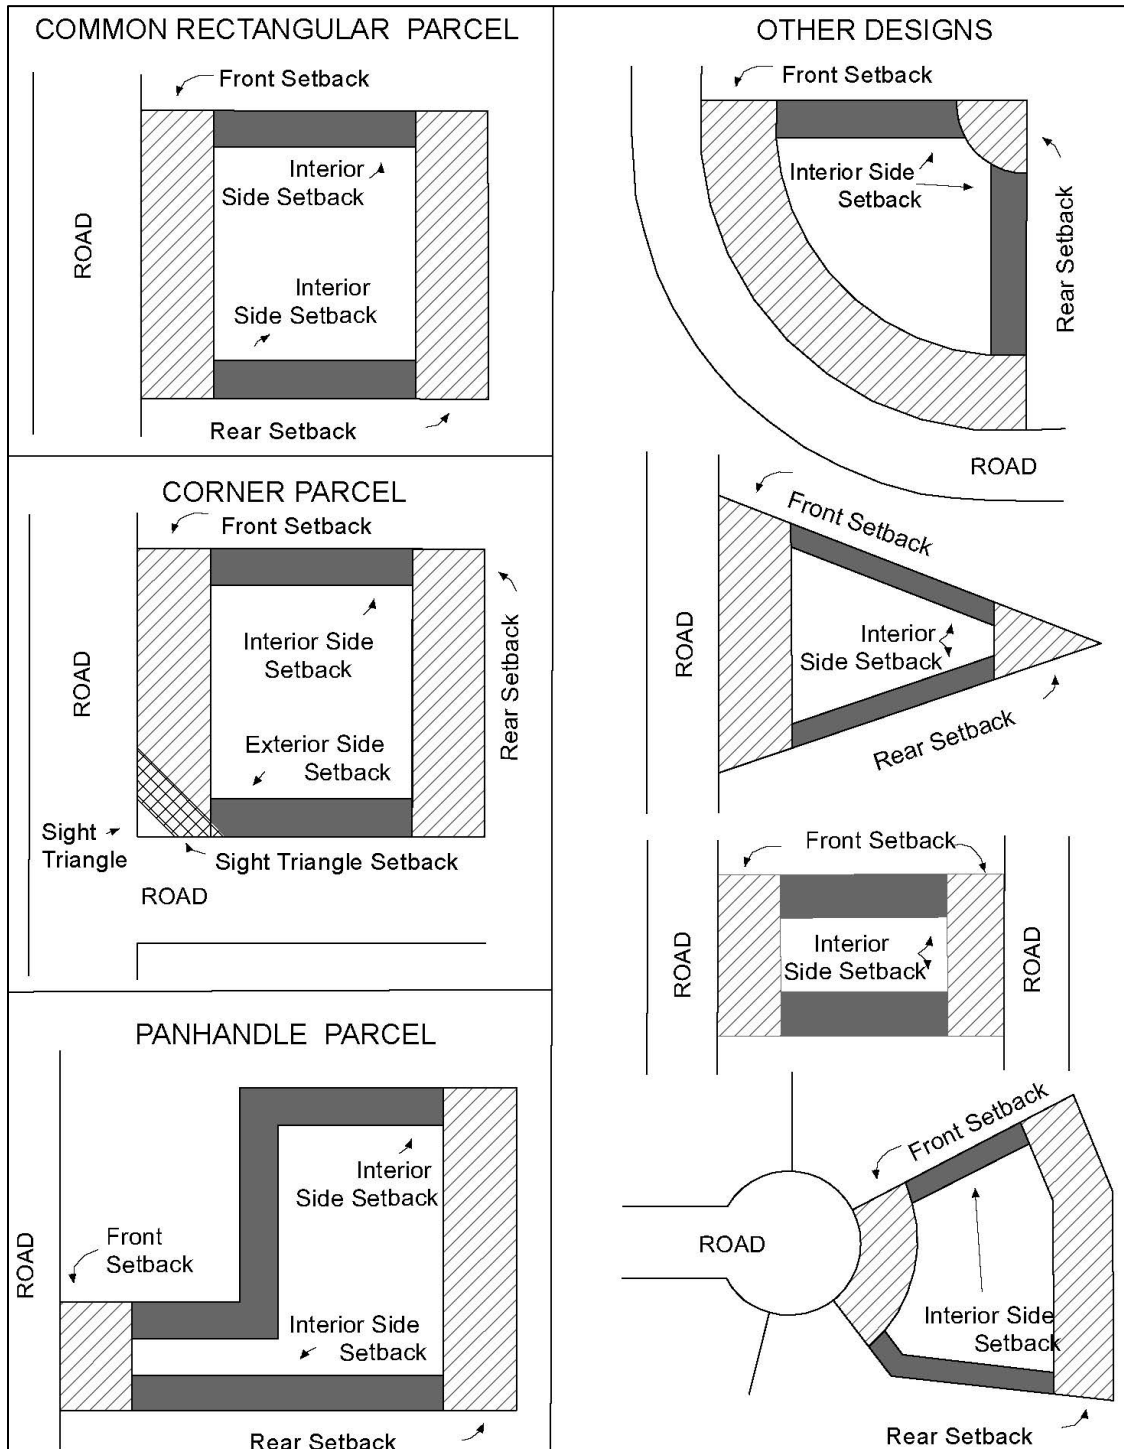 COMMON RECTANGULAR PARCEL
Front Setback
Interior
Side Setback
ROAD
Interior
Side Setback
Rear Setback
CORNER PARCEL
Front Setback
ROAD
Interior Side
Setback
Rear Setback
Exterior Side
Setback
Sight
Triangle
Sight Triangle Setback
ROAD
PANHANDLE PARCEL
Interior
Side Setback
ROAD
Front
Setback
Interior Side
Setback
Rear Setback
OTHER DESIGNS
Front Setback
Interior Side
Setback
Rear Setback
ROAD
Front Setback
ROAD
Interior
Side Setback
Rear Setback
Front Setback
ROAD
Interior
Side Setback
ROAD
Front Setback
ROAD
Interior Side
Setback
Rear Setback